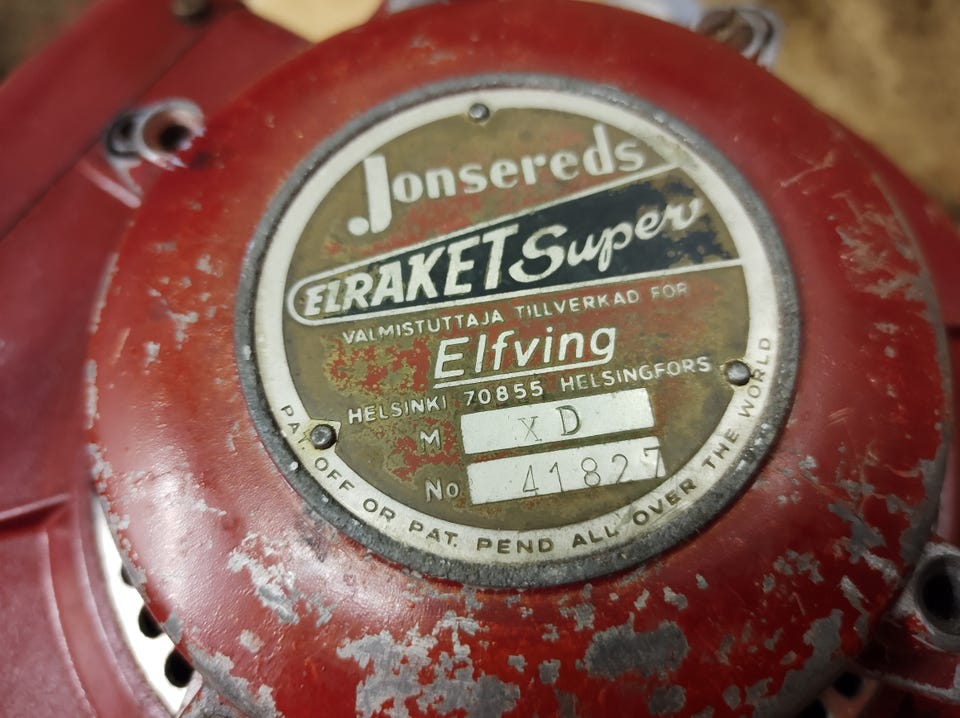 Jonsereds
ELRAKET Super
VALMISTUTTAJA TILLVERKAD FÖR
Elfving
HELSINKI 70855 HELSINGFORS
M XD
No 41827
PAT. OFF OR PAT. PEND ALL OVER THE WORLD